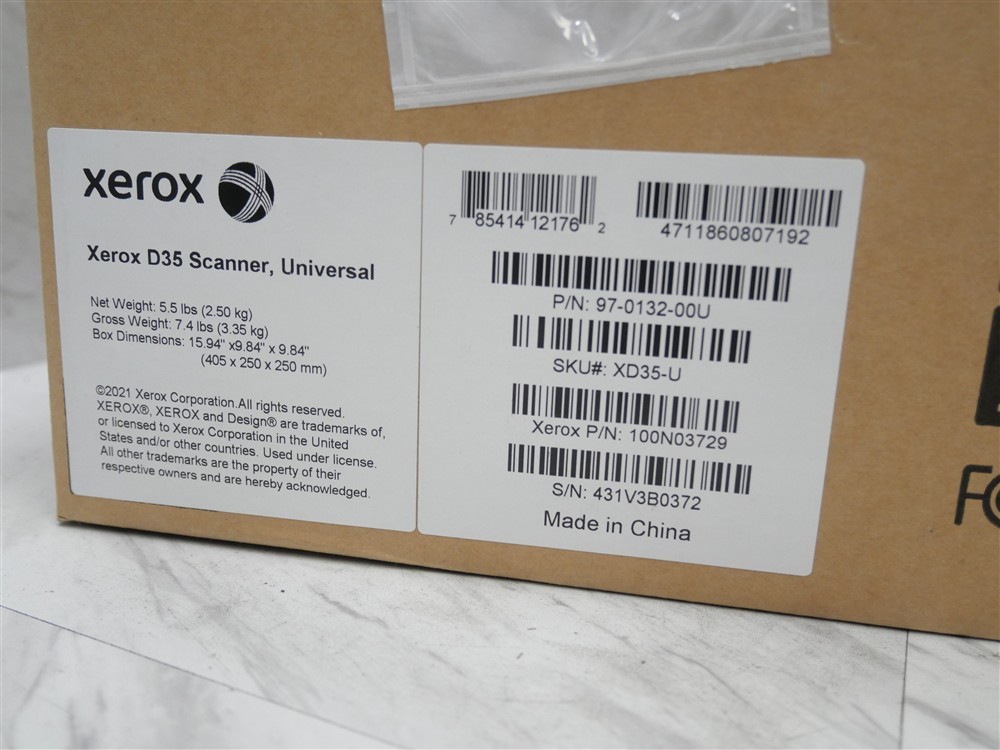 xerox
Xerox D35 Scanner, Universal
Net Weight: 5.5 lbs (2.50 kg)
Gross Weight: 7.4 lbs (3.35 kg)
Box Dimensions: 15.94" x9.84" x 9.84"
(405 x 250 x 250 mm)
©2021 Xerox Corporation.All rights reserved.
XEROX®, XEROX and Design® are trademarks of,
or licensed to Xerox Corporation in the United
States and/or other countries. Used under license.
All other trademarks are the property of their
respective owners and are hereby acknowledged.
7 85414 12176 2
4711860807192
P/N: 97-0132-00U
SKU#: XD35-U
Xerox P/N: 100N03729
S/N: 431V3B0372
Made in China